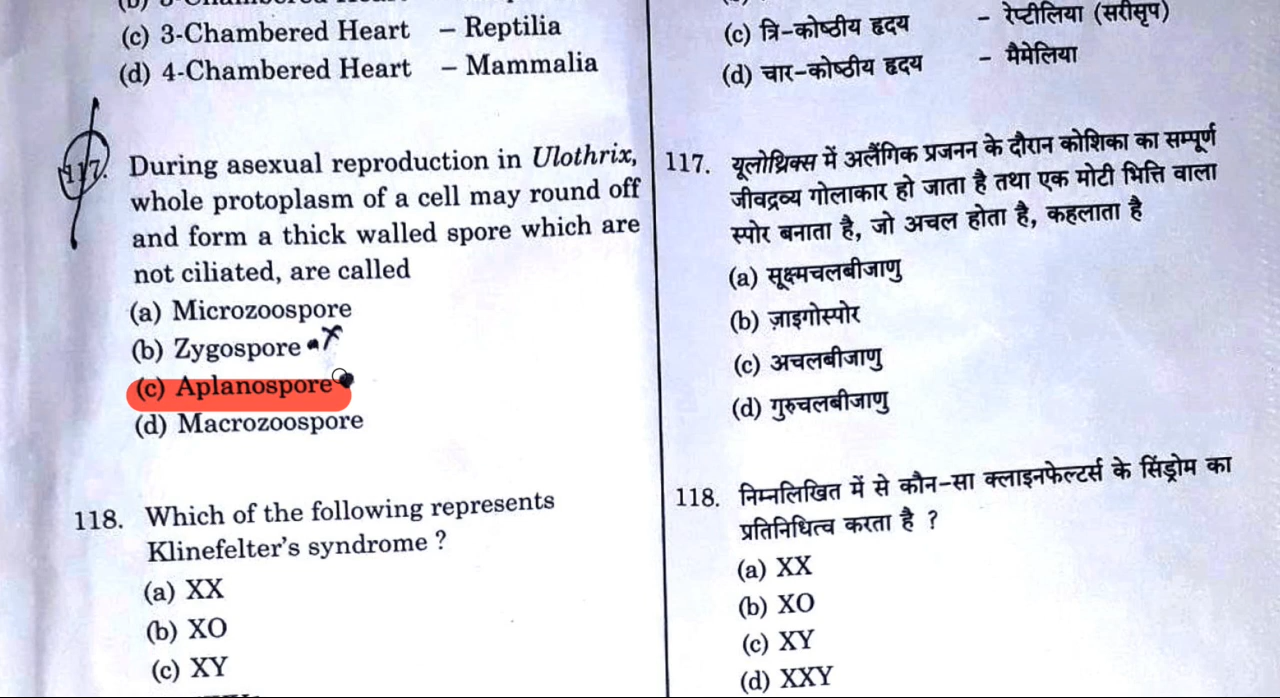 (c) 3-Chambered Heart – Reptilia
(d) 4-Chambered Heart – Mammalia
117. During asexual reproduction in Ulothrix,
whole protoplasm of a cell may round off
and form a thick walled spore which are
not ciliated, are called
(a) Microzoospore
(b) Zygospore
(c) Aplanospore
(d) Macrozoospore
118. Which of the following represents
Klinefelter's syndrome ?
(a) XX
(b) XO
(c) XY
(c) त्रि-कोष्ठीय हृदय – रेप्टीलिया (सरीसृप)
(d) चार-कोष्ठीय हृदय – मैमेलिया
117. यूलोथ्रिक्स में अलैंगिक प्रजनन के दौरान कोशिका का सम्पूर्ण
जीवद्रव्य गोलाकार हो जाता है तथा एक मोटी भित्ति वाला
स्पोर बनाता है, जो अचल होता है, कहलाता है
(a) सूक्ष्मचलबीजाणु
(b) ज़ाइगोस्पोर
(c) अचलबीजाणु
(d) गुरुचलबीजाणु
118. निम्नलिखित में से कौन-सा क्लाइनफेल्टर्स के सिंड्रोम का
प्रतिनिधित्व करता है ?
(a) XX
(b) XO
(c) XY
(d) XXY